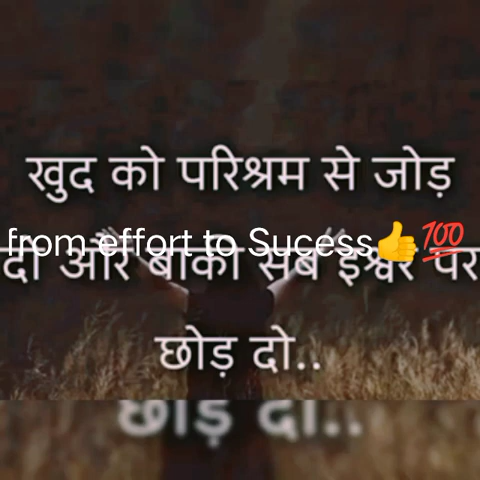 खुद को परिश्रम से जोड़
from effort to Sucess👍💯
दो और बाकी सब ईश्वर पर
छोड़ दो..
छोड़ दो..